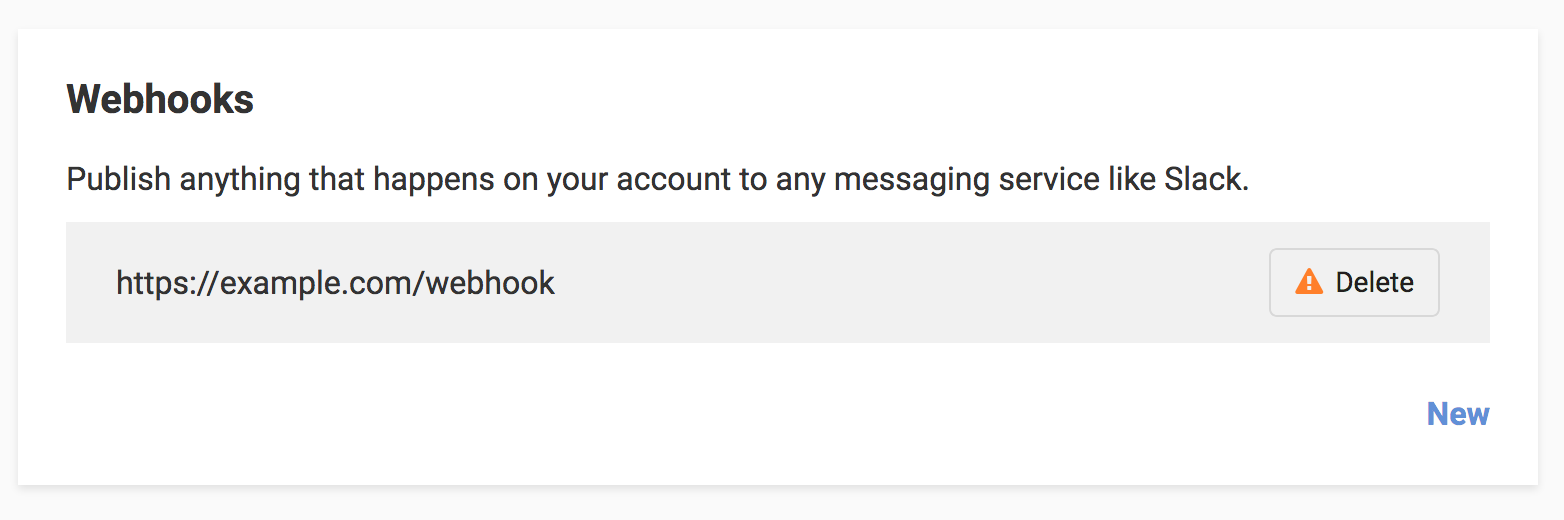 Webhooks
Publish anything that happens on your account to any messaging service like Slack.
https://example.com/webhook
Delete
New